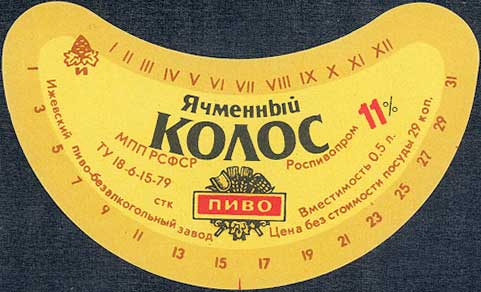 И
I II III IV V VI VII VIII IX X XI XII
Ячменный
КОЛОС
11%
МПП РСФСР
Роспивопром
ТУ 18-6-15-79
Вместимость 0.5 л.
стк
ПИВО
Ижевский пиво-безалкогольный завод
Цена без стоимости посуды 29 коп.
1 3 5 7 9 11 13 15 17 19 21 23 25 27 29 31